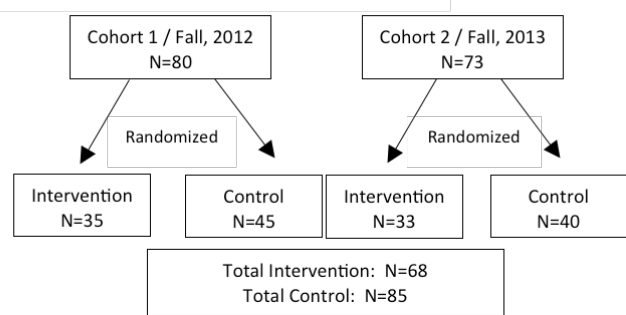 Cohort 1 / Fall, 2012
N=80
Cohort 2 / Fall, 2013
N=73
Randomized
Randomized
Intervention
N=35
Control
N=45
Intervention
N=33
Control
N=40
Total Intervention: N=68
Total Control: N=85